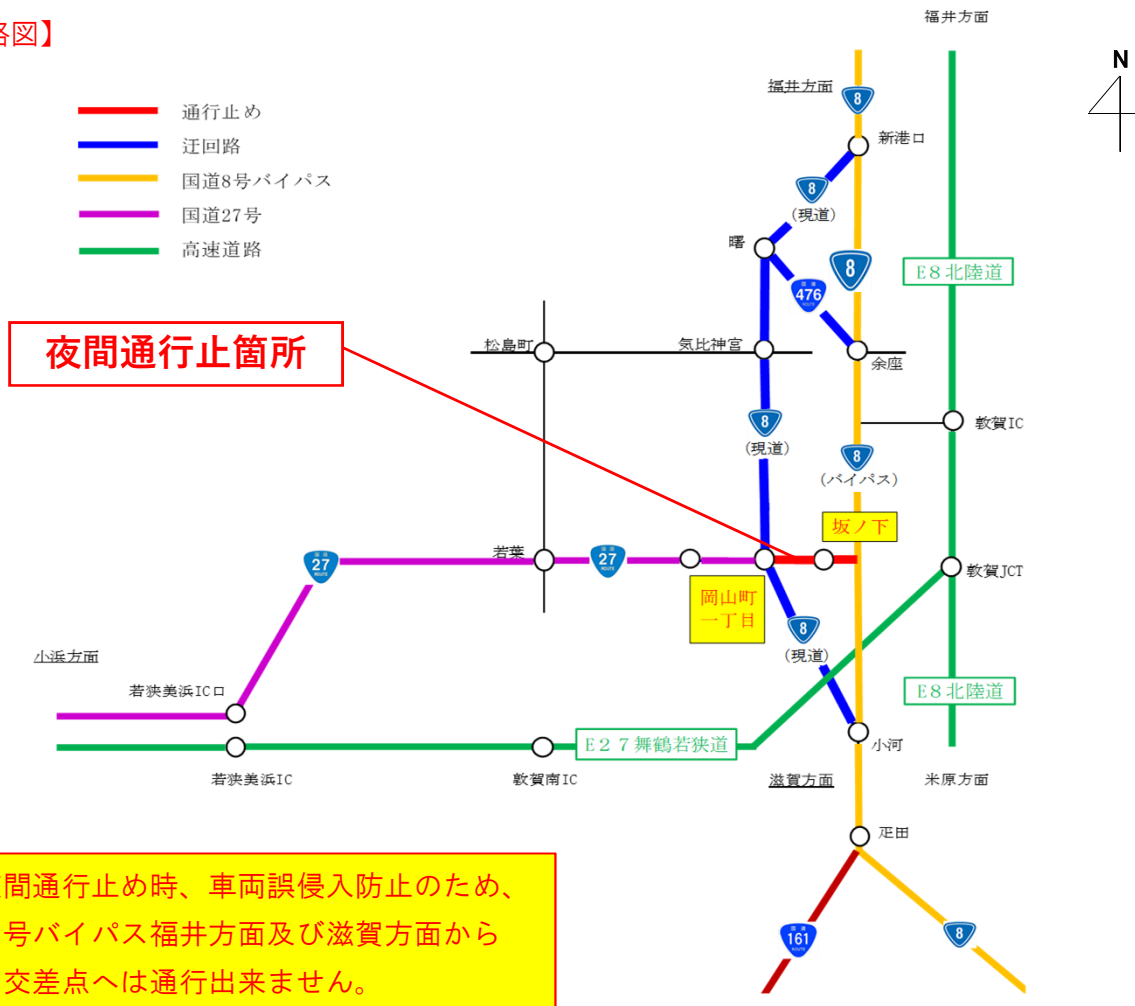 略図】
福井方面
N
通行止め
迂回路
国道8号バイパス
国道27号
高速道路
福井方面
8
新港口
8
(現道)
曙
8
476
ROUTE
E8北陸道
夜間通行止箇所
松島町
気比神宮
余座
敦賀IC
8
(現道)
8
(バイパス)
坂ノ下
若葉
27
ROUTE
27
ROUTE
敦賀JCT
岡山町
一丁目
8
(現道)
小浜方面
若狭美浜IC口
E8北陸道
E27舞鶴若狭道
小河
若狭美浜IC
敦賀南IC
滋賀方面
米原方面
疋田
間通行止め時、車両誤侵入防止のため、
号バイパス福井方面及び滋賀方面から
交差点へは通行出来ません。
161
ROUTE
8